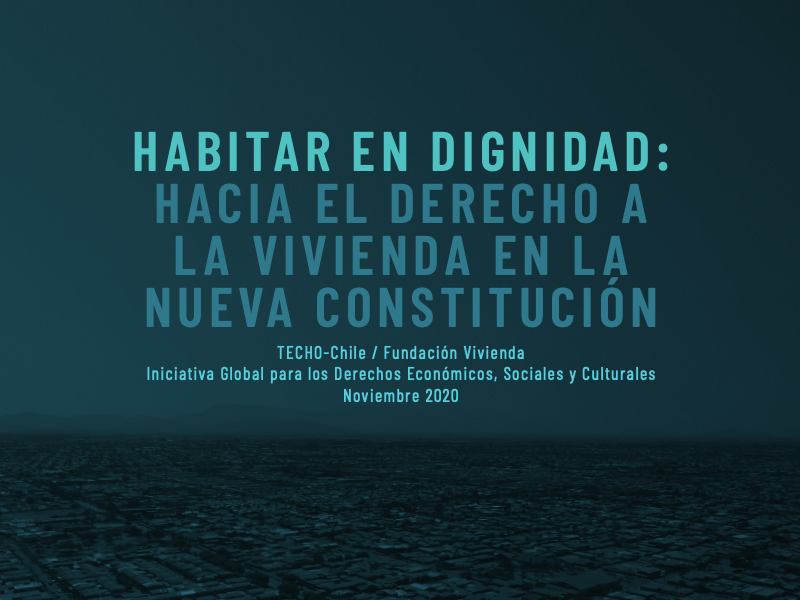 HABITAR EN DIGNIDAD:
HACIA EL DERECHO A
LA VIVIENDA EN LA
NUEVA CONSTITUCIÓN
TECHO-Chile / Fundación Vivienda
Iniciativa Global para los Derechos Económicos, Sociales y Culturales
Noviembre 2020